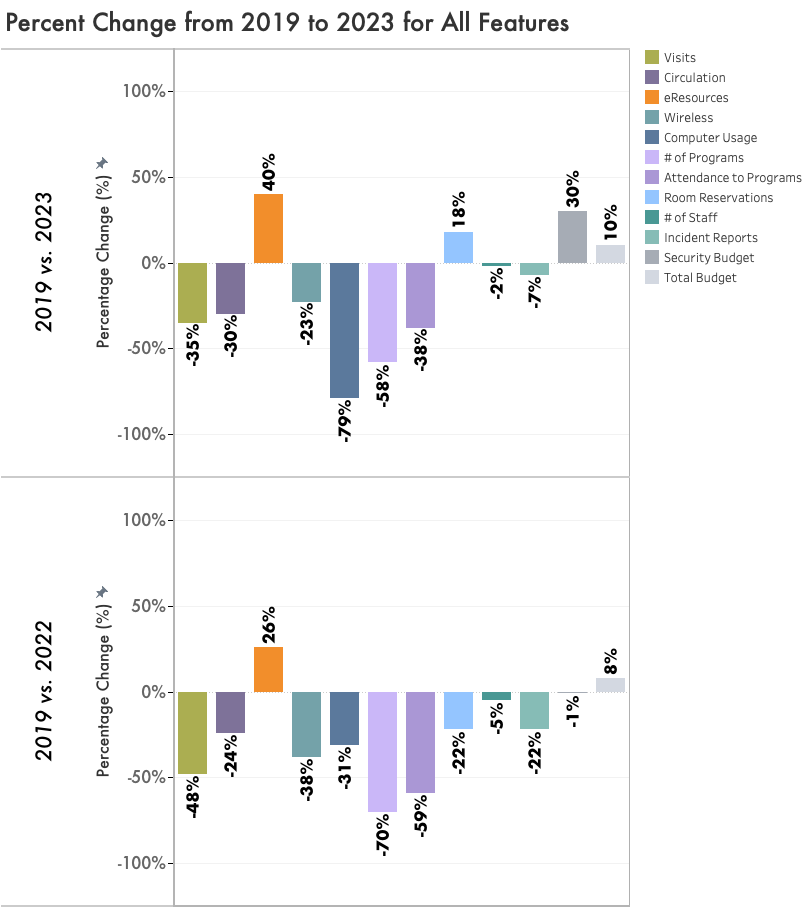 Percent Change from 2019 to 2023 for All Features
2019 vs. 2023
Percentage Change (%)
100%
50%
0%
-50%
-100%
-35%
-30%
40%
-23%
-79%
-58%
-38%
18%
-2%
-7%
30%
10%
2019 vs. 2022
Percentage Change (%)
100%
50%
0%
-50%
-100%
-48%
-24%
26%
-38%
-31%
-70%
-59%
-22%
-5%
-22%
-1%
8%
Visits
Circulation
eResources
Wireless
Computer Usage
# of Programs
Attendance to Programs
Room Reservations
# of Staff
Incident Reports
Security Budget
Total Budget